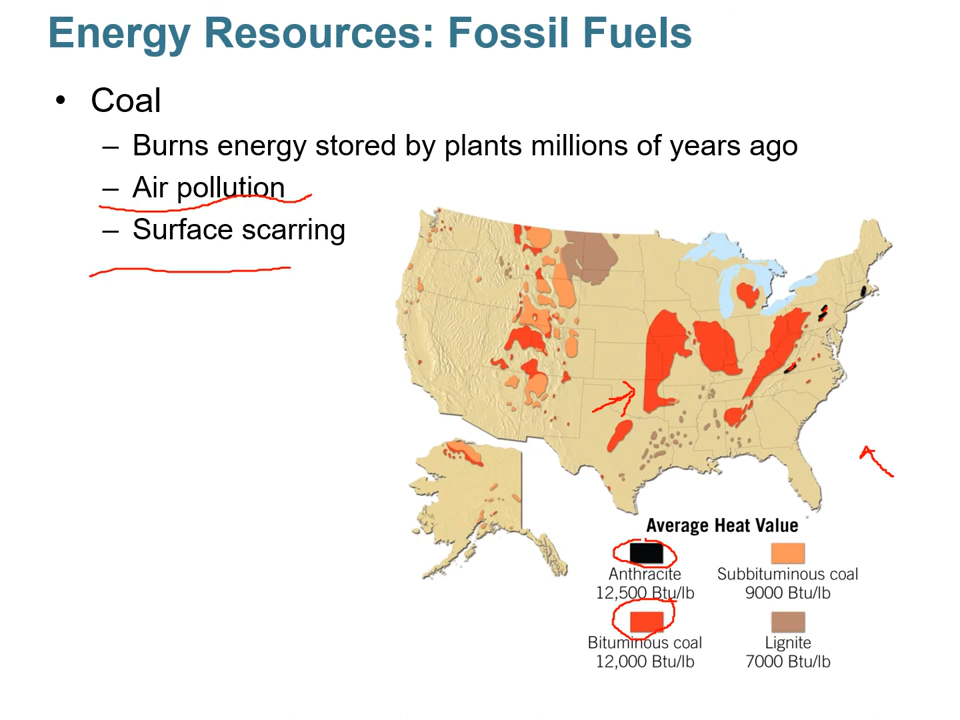 Energy Resources: Fossil Fuels
• Coal
– Burns energy stored by plants millions of years ago
– Air pollution
– Surface scarring
Average Heat Value
Anthracite
12,500 Btu/lb
Subbituminous coal
9000 Btu/lb
Bituminous coal
12,000 Btu/lb
Lignite
7000 Btu/lb